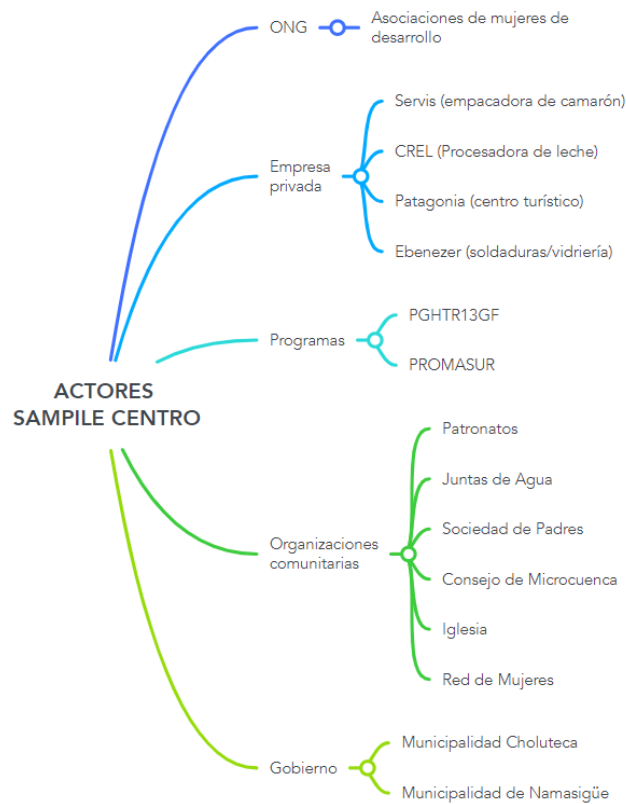 ONG
Asociaciones de mujeres de
desarrollo
Empresa
privada
Servis (empacadora de camarón)
CREL (Procesadora de leche)
Patagonia (centro turístico)
Ebenezer (soldaduras/vidriería)
Programas
PGHTR13GF
PROMASUR
ACTORES
SAMPILE CENTRO
Organizaciones
comunitarias
Patronatos
Juntas de Agua
Sociedad de Padres
Consejo de Microcuenca
Iglesia
Red de Mujeres
Gobierno
Municipalidad Choluteca
Municipalidad de Namasigüe